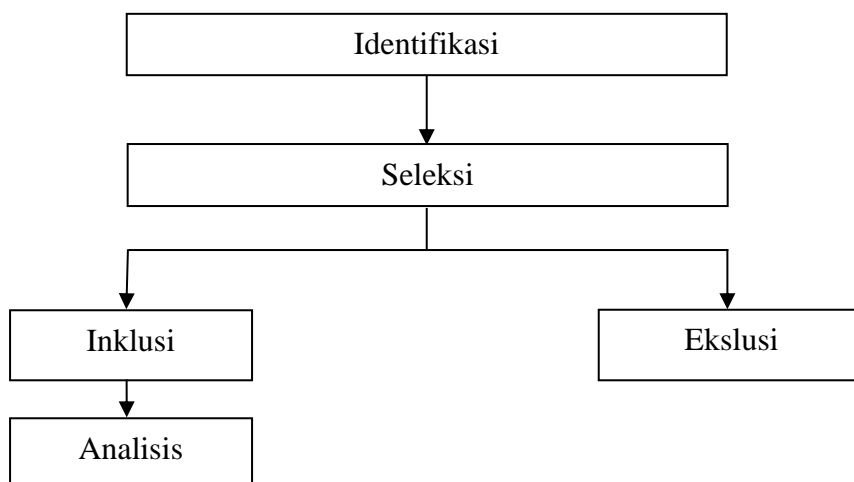 Identifikasi
Seleksi
Inklusi
Ekslusi
Analisis